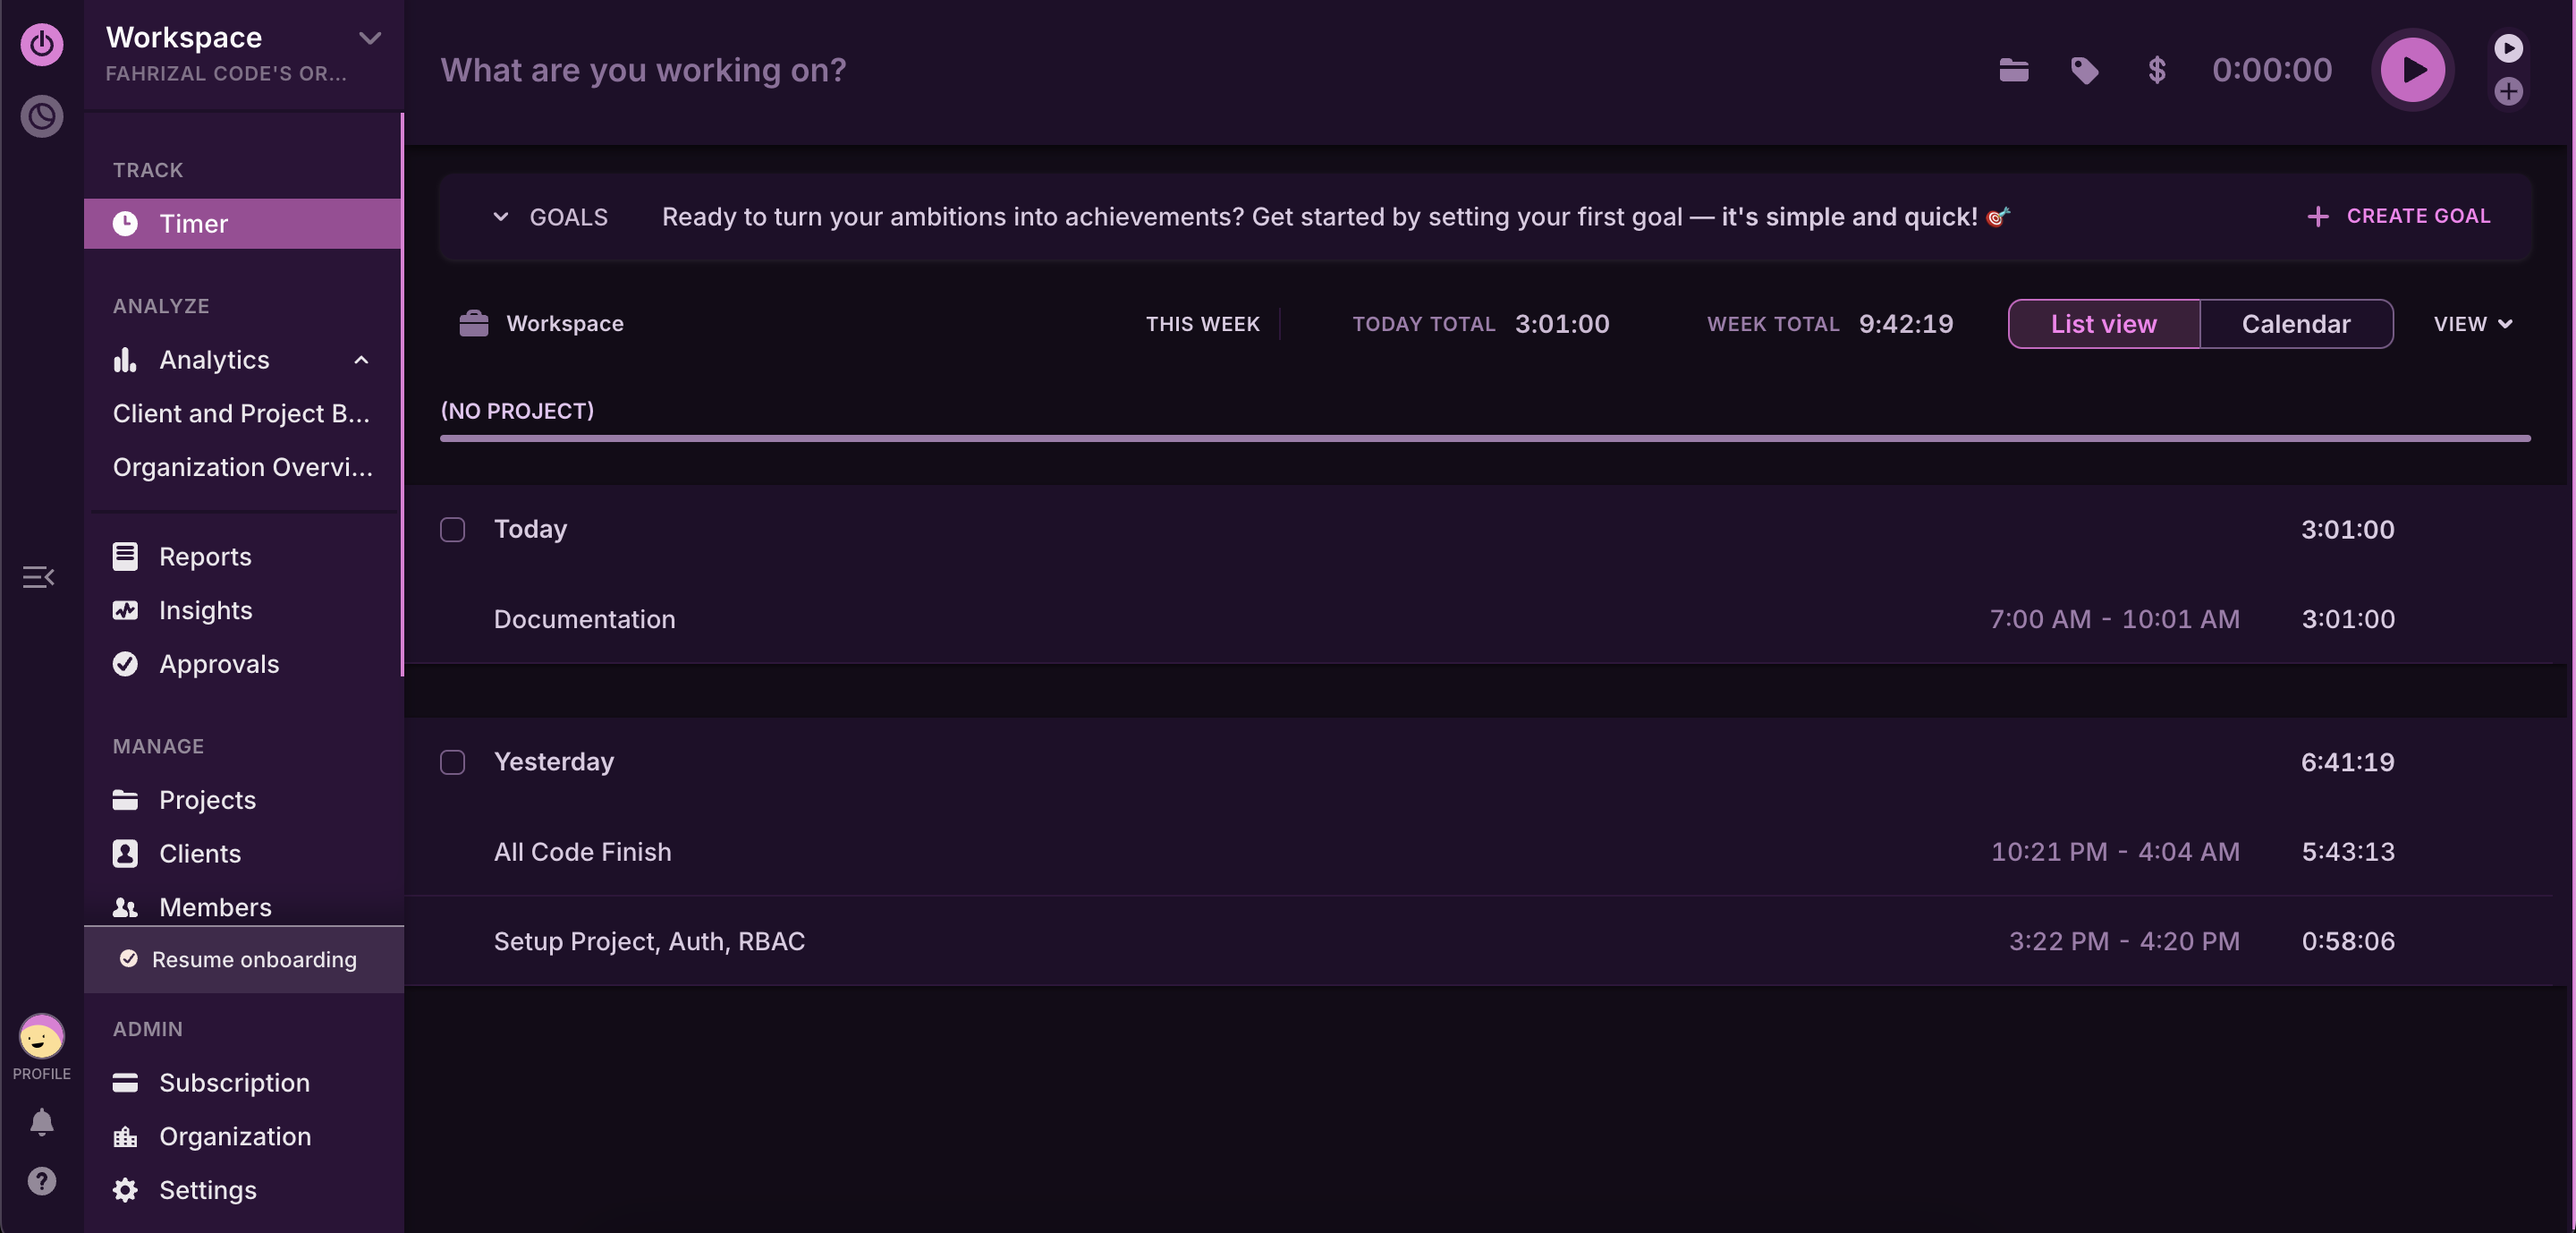 Workspace
FAHRIZAL CODE'S OR...
TRACK
Timer
ANALYZE
Analytics
Client and Project B...
Organization Overvi...
Reports
Insights
Approvals
MANAGE
Projects
Clients
Members
Resume onboarding
ADMIN
Subscription
Organization
Settings
PROFILE
What are you working on?
$ 0:00:00
GOALS Ready to turn your ambitions into achievements? Get started by setting your first goal — it's simple and quick! 🎯 + CREATE GOAL
Workspace THIS WEEK TODAY TOTAL 3:01:00 WEEK TOTAL 9:42:19 List view Calendar VIEW
(NO PROJECT)
Today 3:01:00
Documentation 7:00 AM - 10:01 AM 3:01:00
Yesterday 6:41:19
All Code Finish 10:21 PM - 4:04 AM 5:43:13
Setup Project, Auth, RBAC 3:22 PM - 4:20 PM 0:58:06